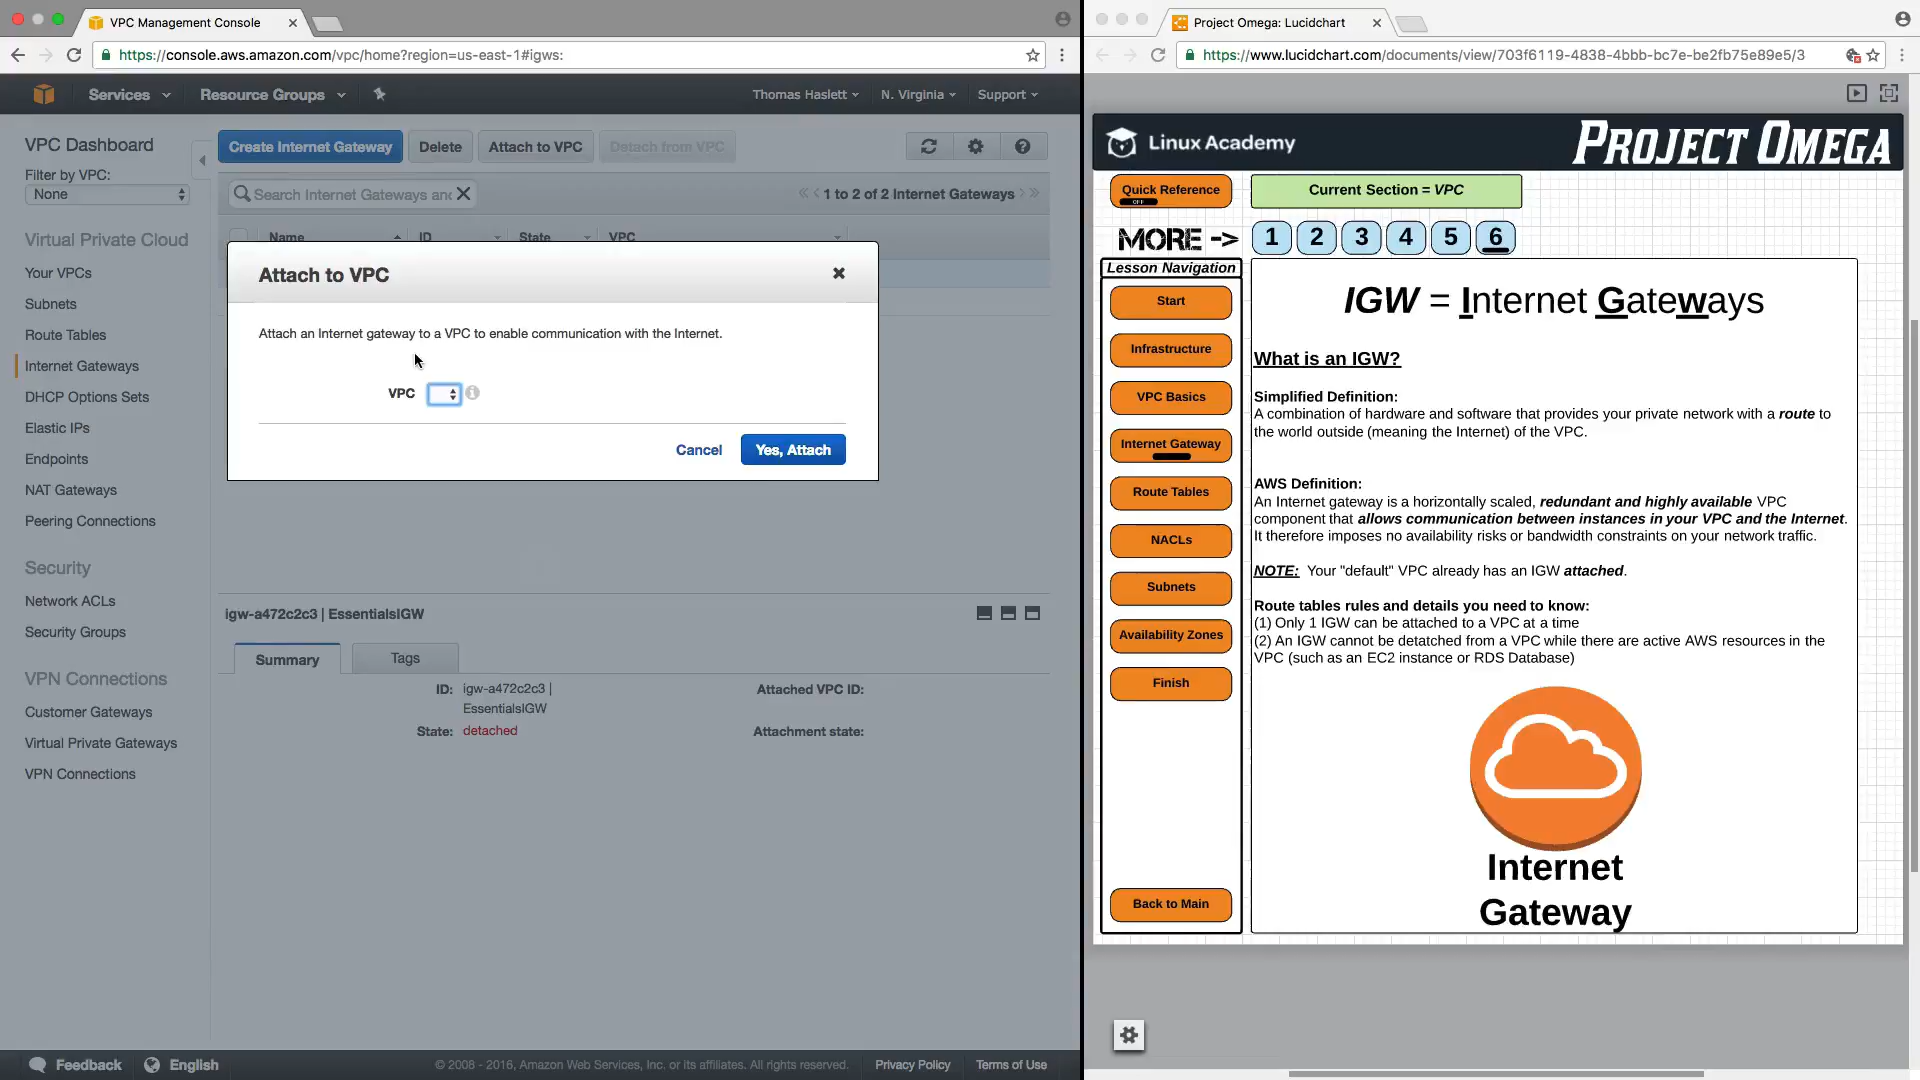 VPC Management Console
https://console.aws.amazon.com/vpc/home?region=us-east-1#igws:
Services
Resource Groups
Thomas Haslett
N. Virginia
Support
VPC Dashboard
Filter by VPC:
None
Virtual Private Cloud
Your VPCs
Subnets
Route Tables
Internet Gateways
DHCP Options Sets
Elastic IPs
Endpoints
NAT Gateways
Peering Connections
Security
Network ACLs
Security Groups
VPN Connections
Customer Gateways
Virtual Private Gateways
VPN Connections
Create Internet Gateway
Delete
Attach to VPC
Detach from VPC
Search Internet Gateways and
1 to 2 of 2 Internet Gateways
Name
ID
State
VPC
Attach to VPC
Attach an Internet gateway to a VPC to enable communication with the Internet.
VPC
Cancel
Yes, Attach
igw-a472c2c3 | EssentialsIGW
Summary
Tags
ID: igw-a472c2c3 |
EssentialsIGW
State: detached
Attached VPC ID:
Attachment state:
Feedback
English
© 2008 - 2016, Amazon Web Services, Inc. or its affiliates. All rights reserved.
Privacy Policy
Terms of Use
Project Omega: Lucidchart
https://www.lucidchart.com/documents/view/703f6119-4838-4bbb-bc7e-be2fb75e89e5/3
Linux Academy
PROJECT OMEGA
Quick Reference
OFF
Current Section = VPC
MORE ->
1
2
3
4
5
6
Lesson Navigation
Start
Infrastructure
VPC Basics
Internet Gateway
Route Tables
NACLs
Subnets
Availability Zones
Finish
Back to Main
IGW = Internet Gateways
What is an IGW?
Simplified Definition:
A combination of hardware and software that provides your private network with a route to
the world outside (meaning the Internet) of the VPC.
AWS Definition:
An Internet gateway is a horizontally scaled, redundant and highly available VPC
component that allows communication between instances in your VPC and the Internet.
It therefore imposes no availability risks or bandwidth constraints on your network traffic.
NOTE: Your "default" VPC already has an IGW attached.
Route tables rules and details you need to know:
(1) Only 1 IGW can be attached to a VPC at a time
(2) An IGW cannot be detatched from a VPC while there are active AWS resources in the
VPC (such as an EC2 instance or RDS Database)
Internet
Gateway